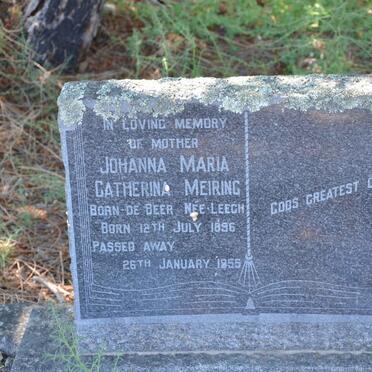 IN LOVING MEMORY
OF MOTHER
JOHANNA MARIA
CATHERINA MEIRING
BORN-DE BEER NEE-LEECH
BORN 12TH JULY 1896
PASSED AWAY
26TH JANUARY 1955
GODS GREATEST